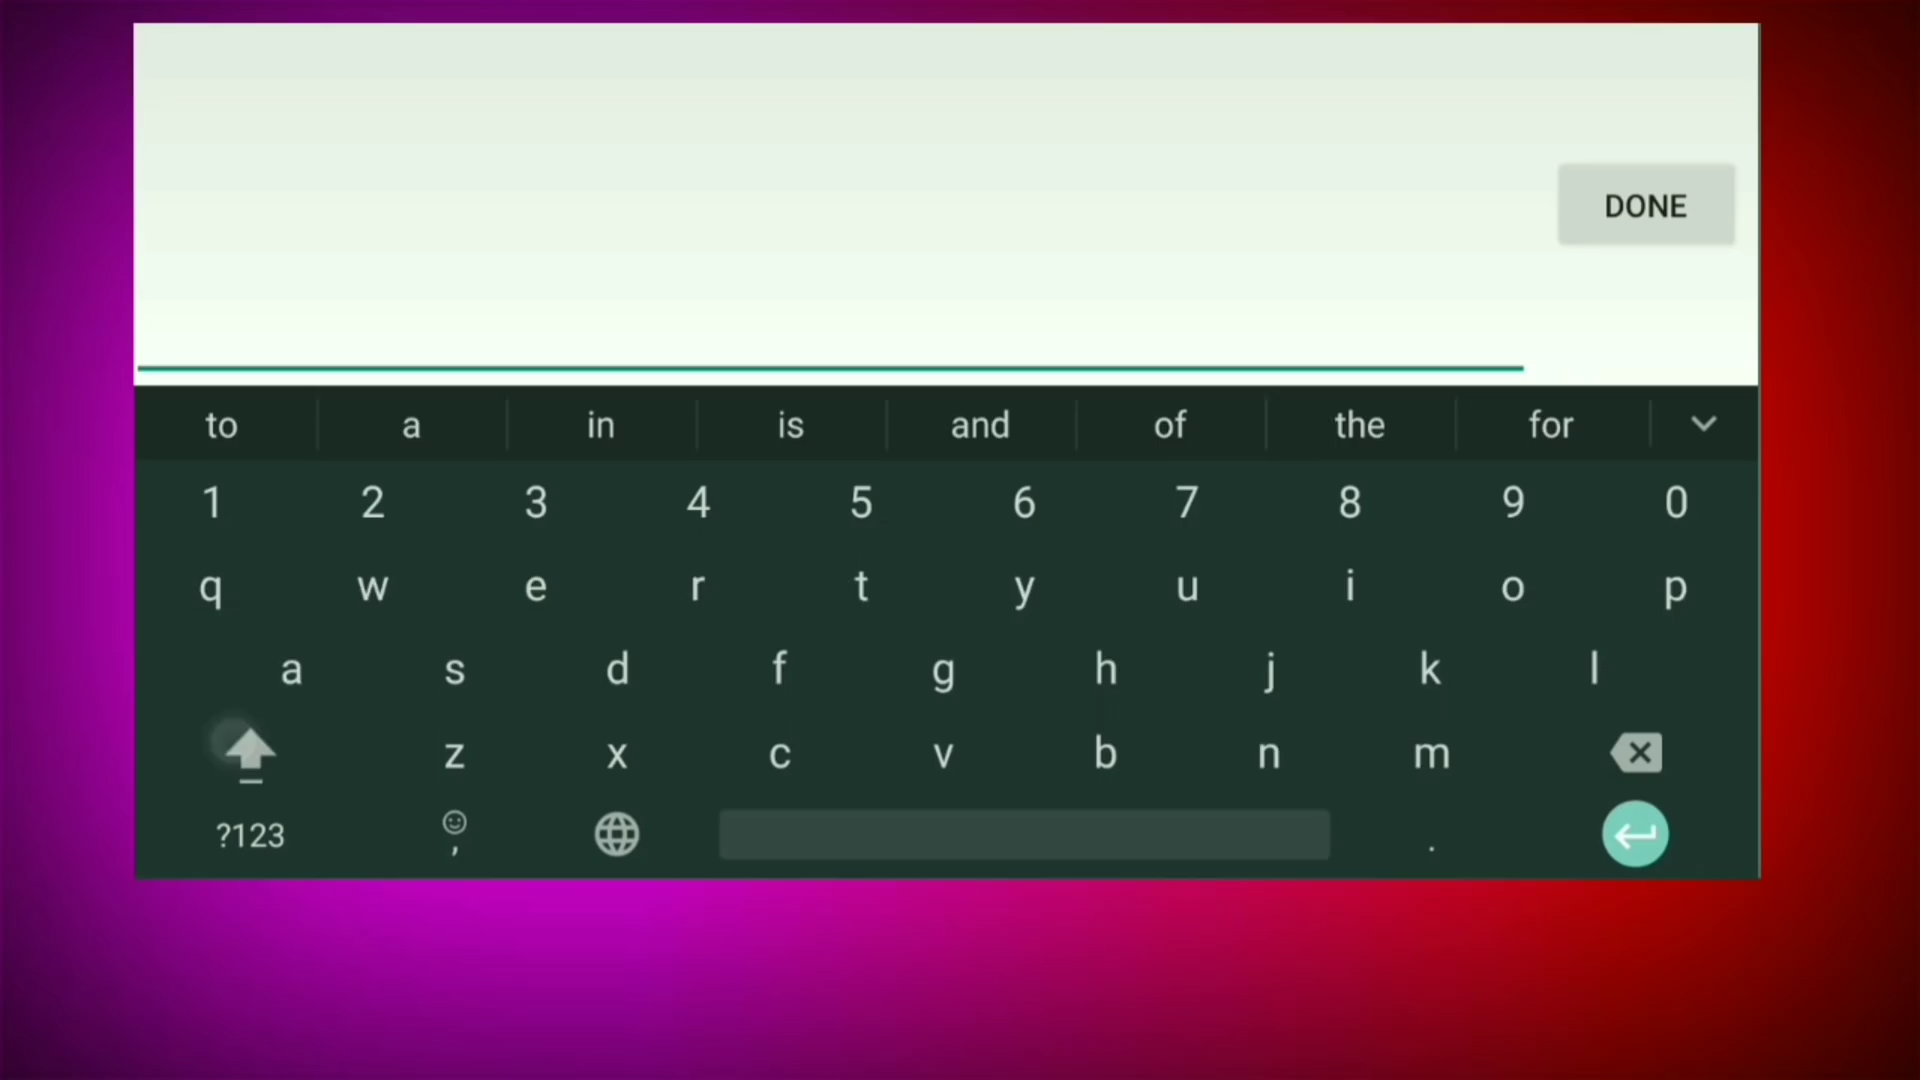 DONE
to a in is and of the for
1 2 3 4 5 6 7 8 9 0
q w e r t y u i o p
a s d f g h j k l
z x c v b n m
?123 , .